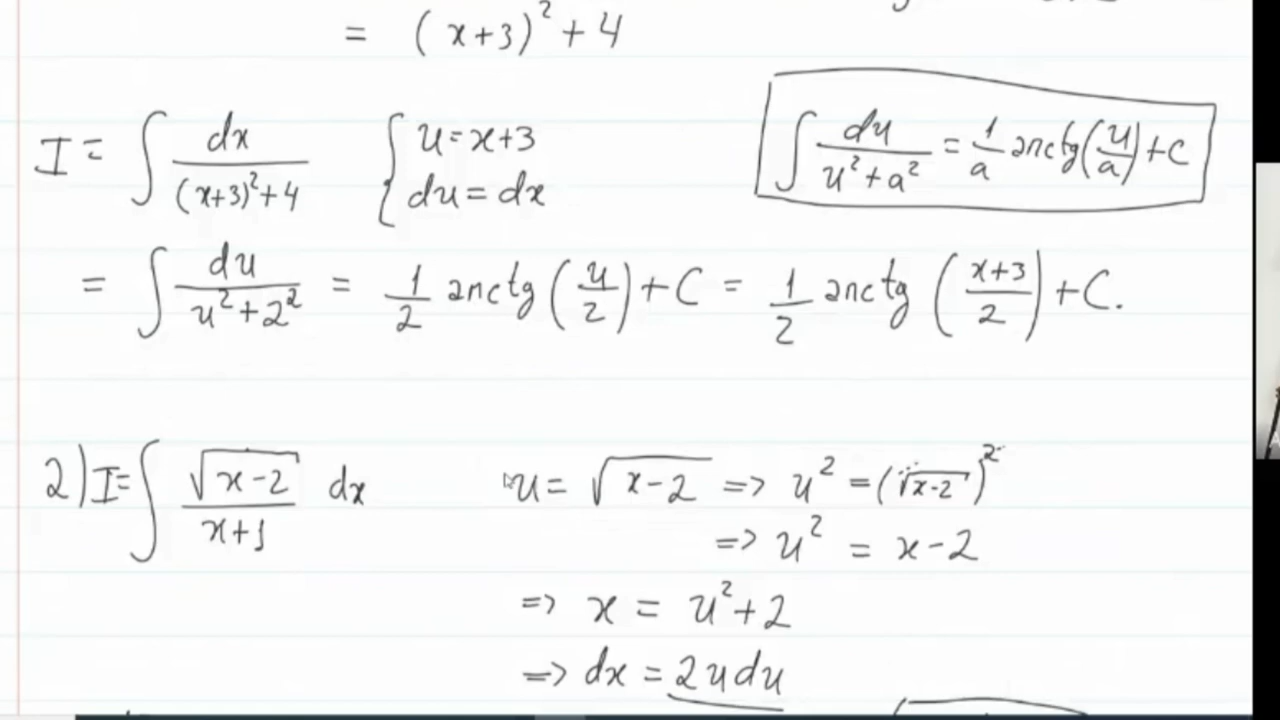 = (x+3)² + 4
I = ∫ dx / ((x+3)²+4) { u = x+3
du = dx
∫ du / (u² + a²) = 1/a arctg(u/a) + C
= ∫ du / (u² + 2²) = 1/2 arctg (u/2) + C = 1/2 arctg ((x+3)/2) + C.
2) I = ∫ √(x-2) / (x+1) dx u = √(x-2) => u² = (√(x-2))²
=> u² = x-2
=> x = u² + 2
=> dx = 2u du